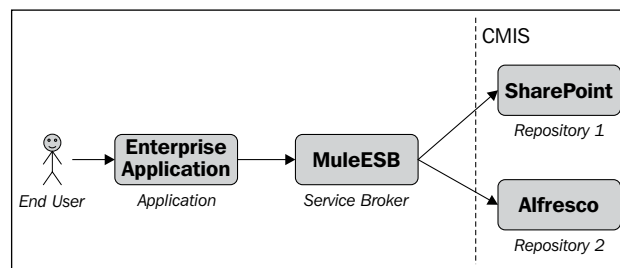 CMIS
SharePoint
Repository 1
Enterprise
Application
Application
MuleESB
Service Broker
End User
Alfresco
Repository 2